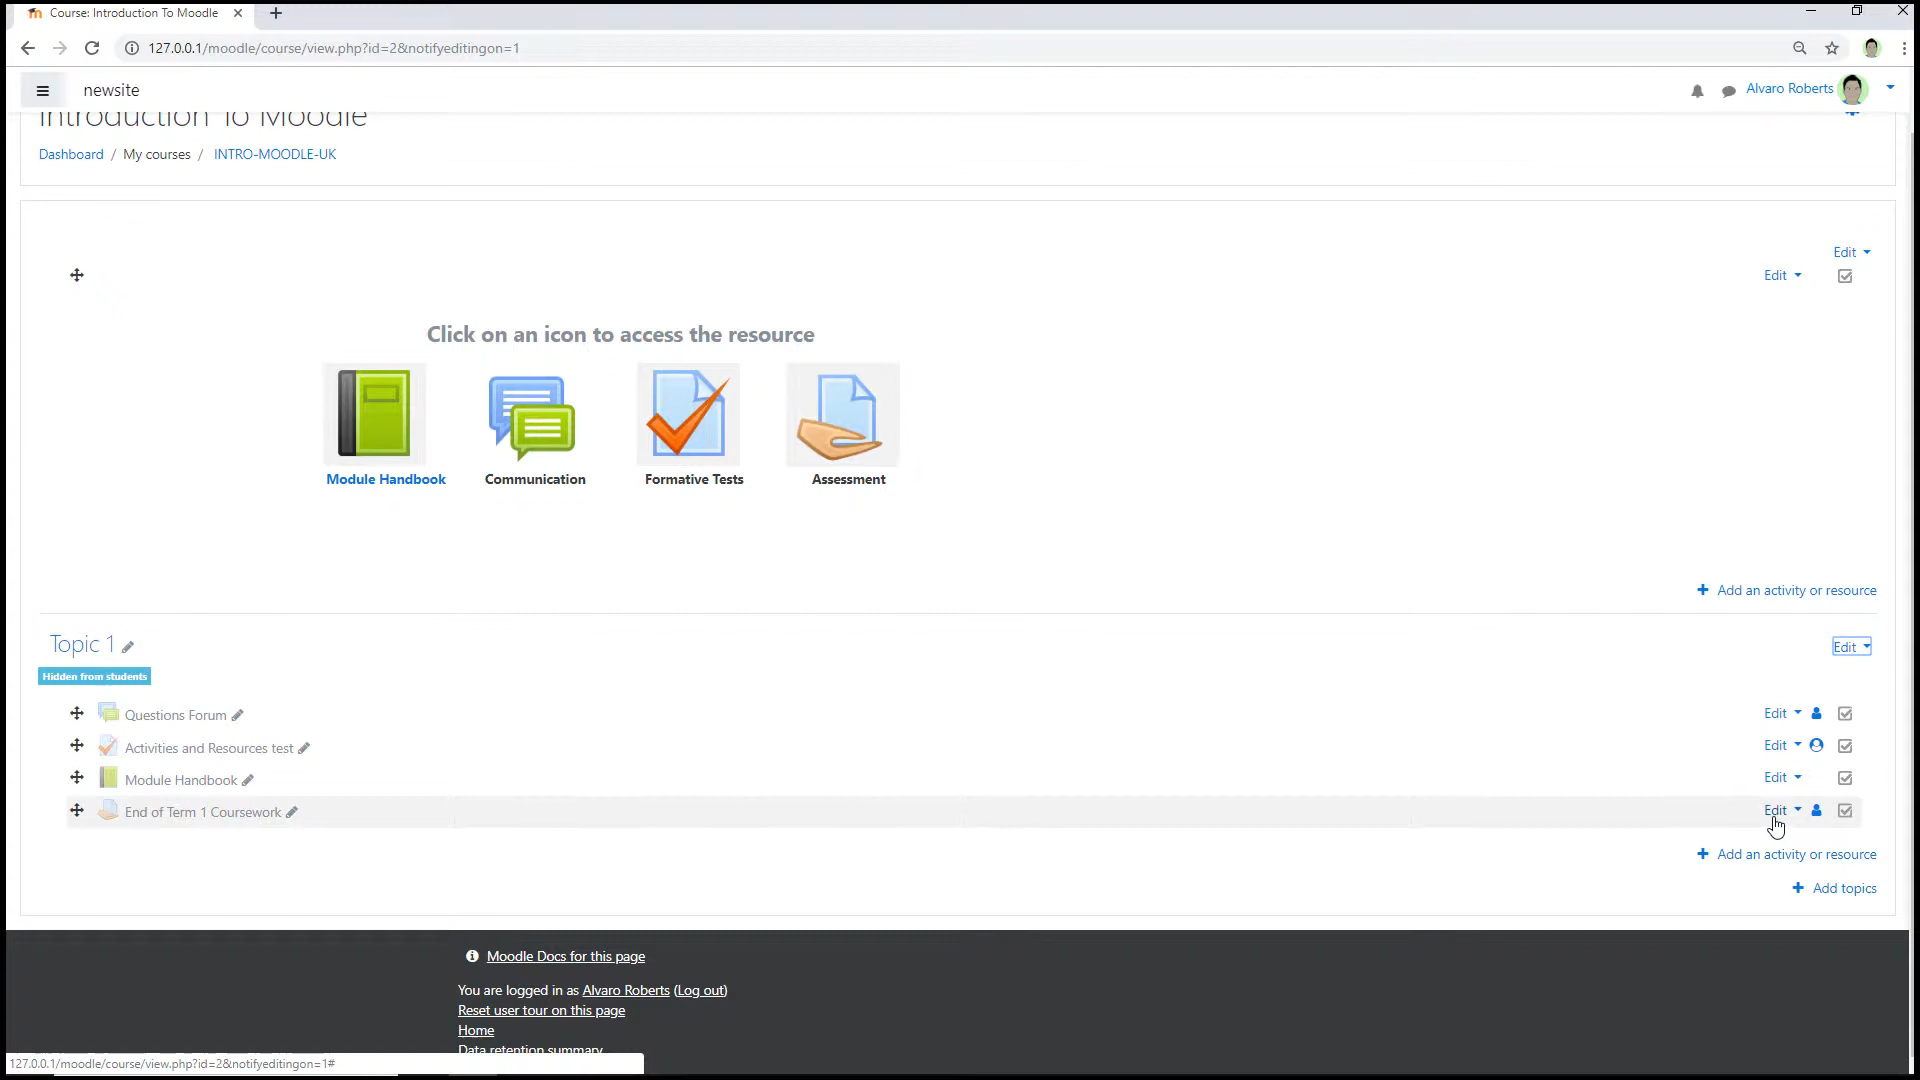 Course: Introduction To Moodle
127.0.0.1/moodle/course/view.php?id=2&notifyeditingon=1
newsite
Alvaro Roberts
Introduction To Moodle
Dashboard / My courses / INTRO-MOODLE-UK
Edit
Edit
Click on an icon to access the resource
Module Handbook
Communication
Formative Tests
Assessment
Add an activity or resource
Topic 1
Edit
Hidden from students
Questions Forum
Edit
Activities and Resources test
Edit
Module Handbook
Edit
End of Term 1 Coursework
Edit
Add an activity or resource
Add topics
Moodle Docs for this page
You are logged in as Alvaro Roberts (Log out)
Reset user tour on this page
Home
Data retention summary
127.0.0.1/moodle/course/view.php?id=2&notifyeditingon=1#